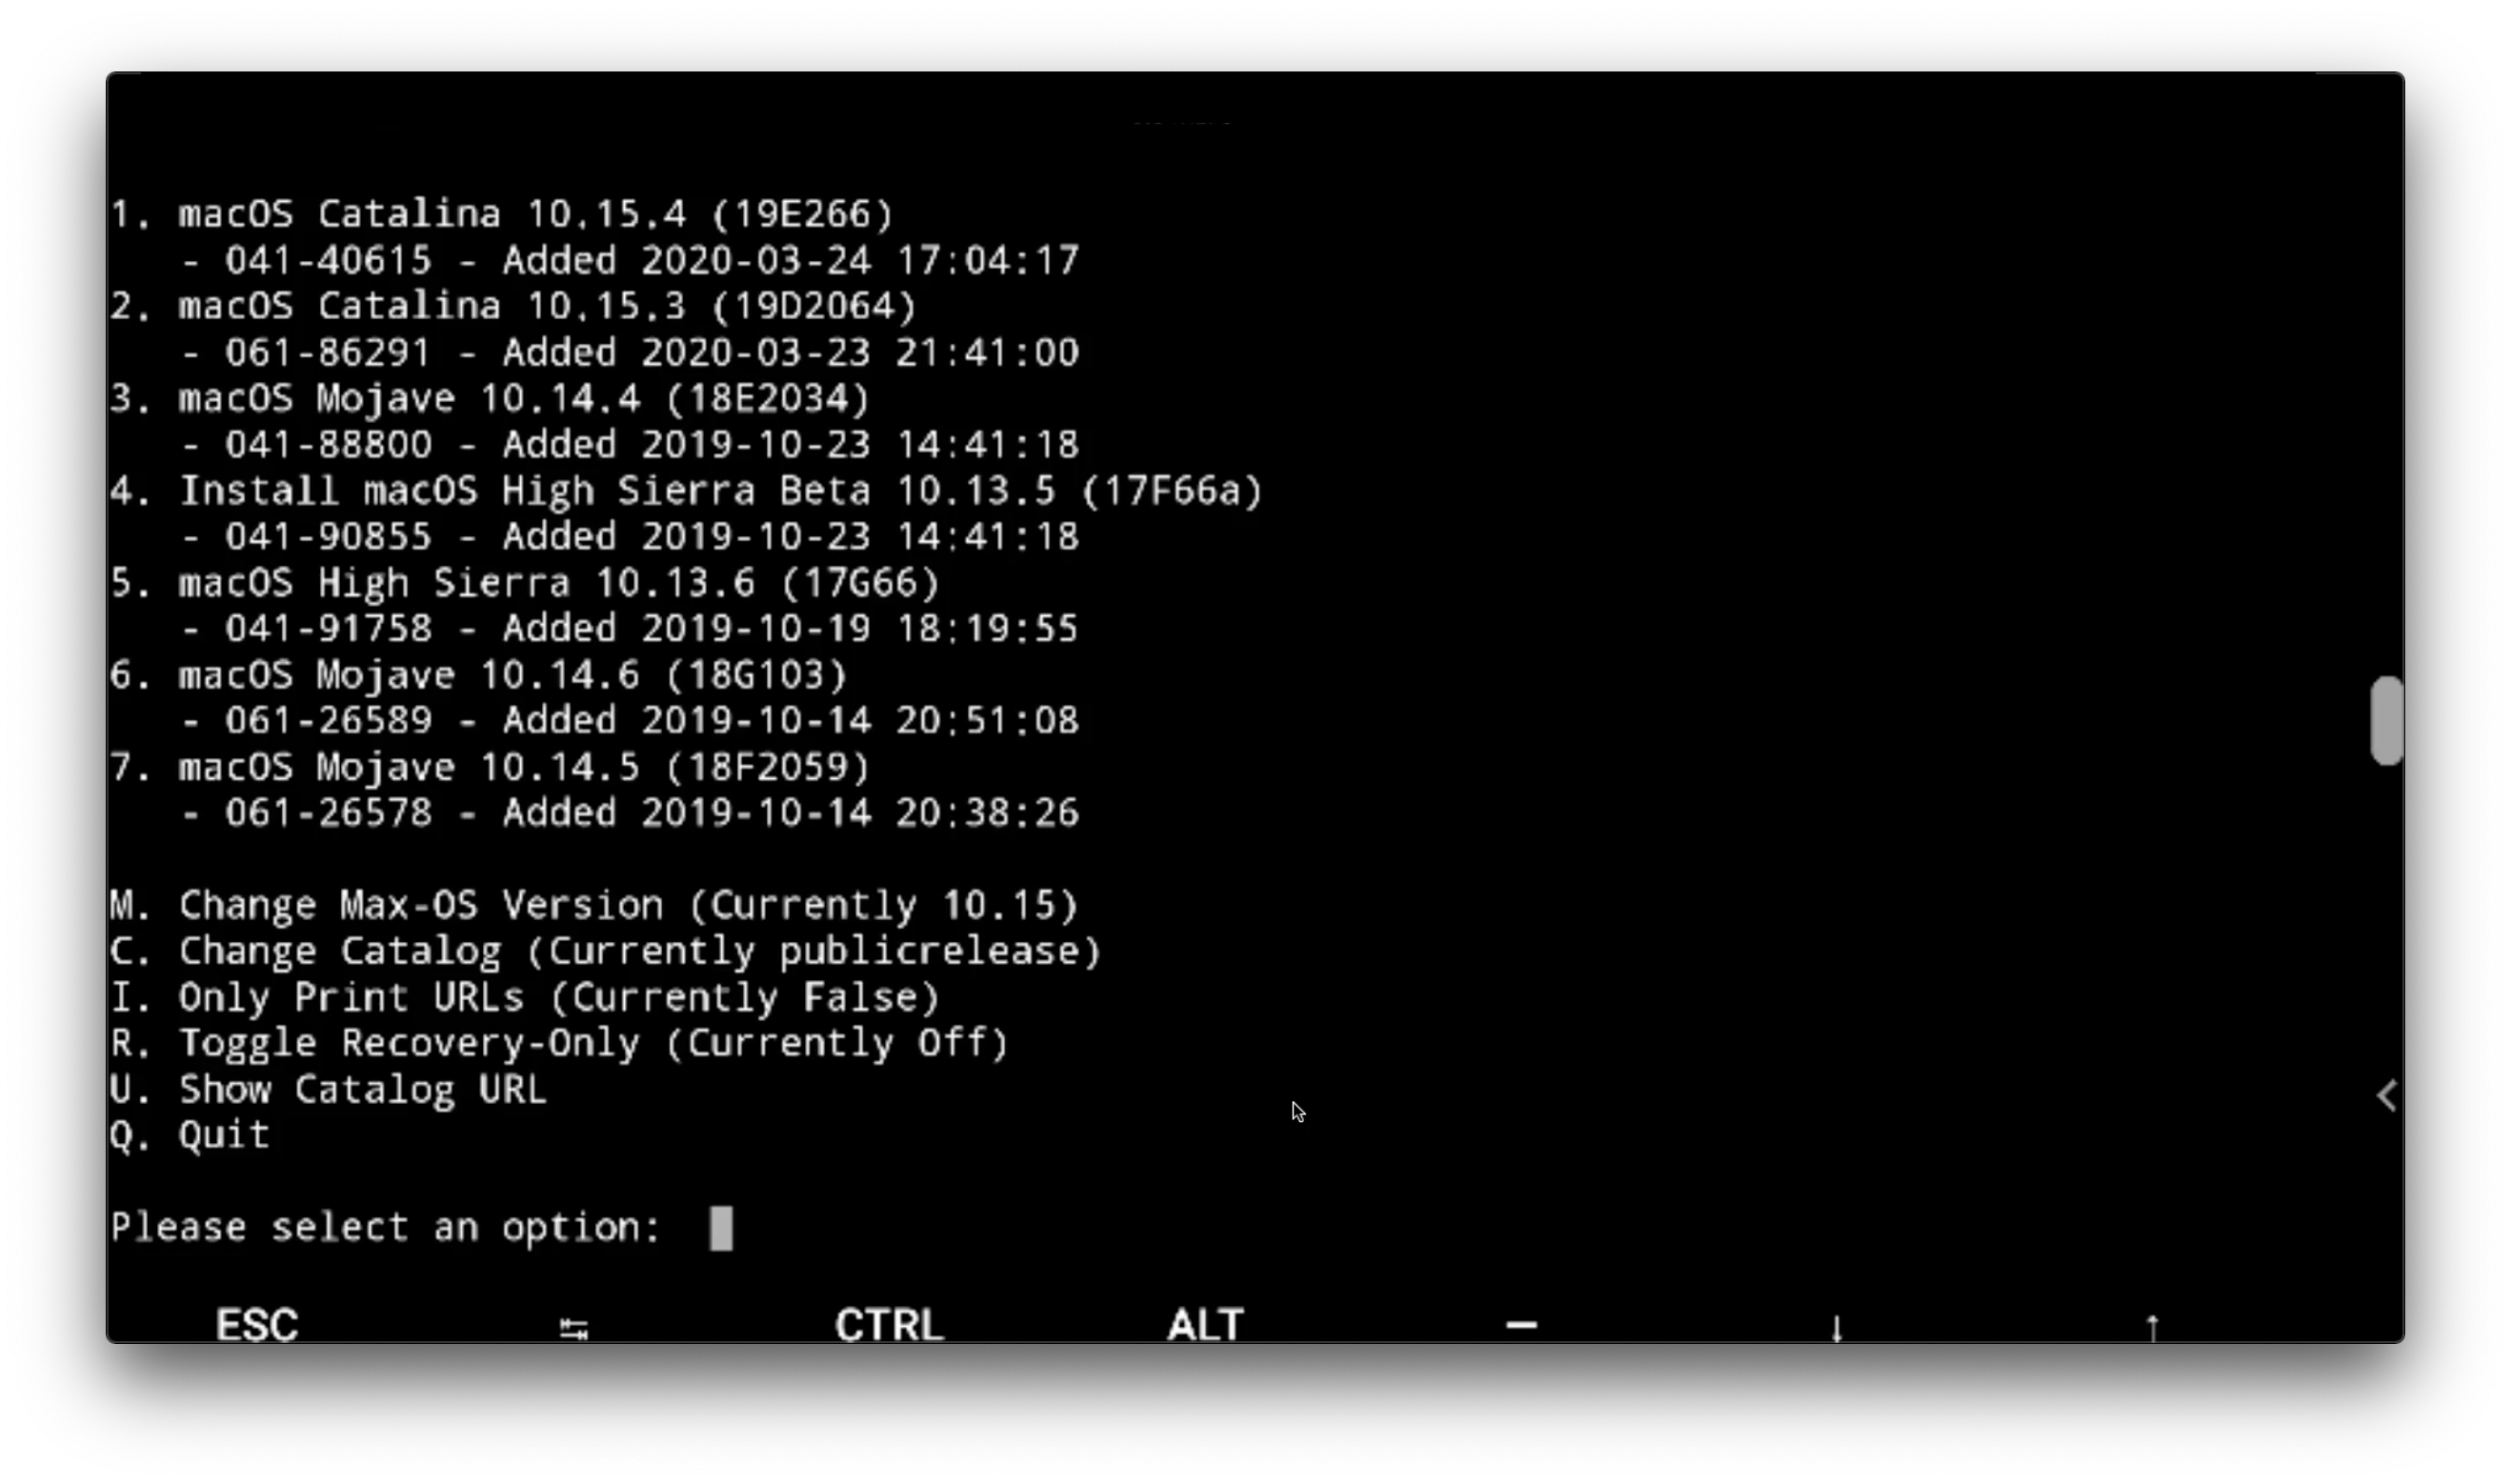 1. macOS Catalina 10.15.4 (19E266)
- 041-40615 - Added 2020-03-24 17:04:17
2. macOS Catalina 10.15.3 (19D2064)
- 061-86291 - Added 2020-03-23 21:41:00
3. macOS Mojave 10.14.4 (18E2034)
- 041-88800 - Added 2019-10-23 14:41:18
4. Install macOS High Sierra Beta 10.13.5 (17F66a)
- 041-90855 - Added 2019-10-23 14:41:18
5. macOS High Sierra 10.13.6 (17G66)
- 041-91758 - Added 2019-10-19 18:19:55
6. macOS Mojave 10.14.6 (18G103)
- 061-26589 - Added 2019-10-14 20:51:08
7. macOS Mojave 10.14.5 (18F2059)
- 061-26578 - Added 2019-10-14 20:38:26
M. Change Max-OS Version (Currently 10.15)
C. Change Catalog (Currently publicrelease)
I. Only Print URLs (Currently False)
R. Toggle Recovery-Only (Currently Off)
U. Show Catalog URL
Q. Quit
Please select an option:
ESC ↹ CTRL ALT — ↓ ↑